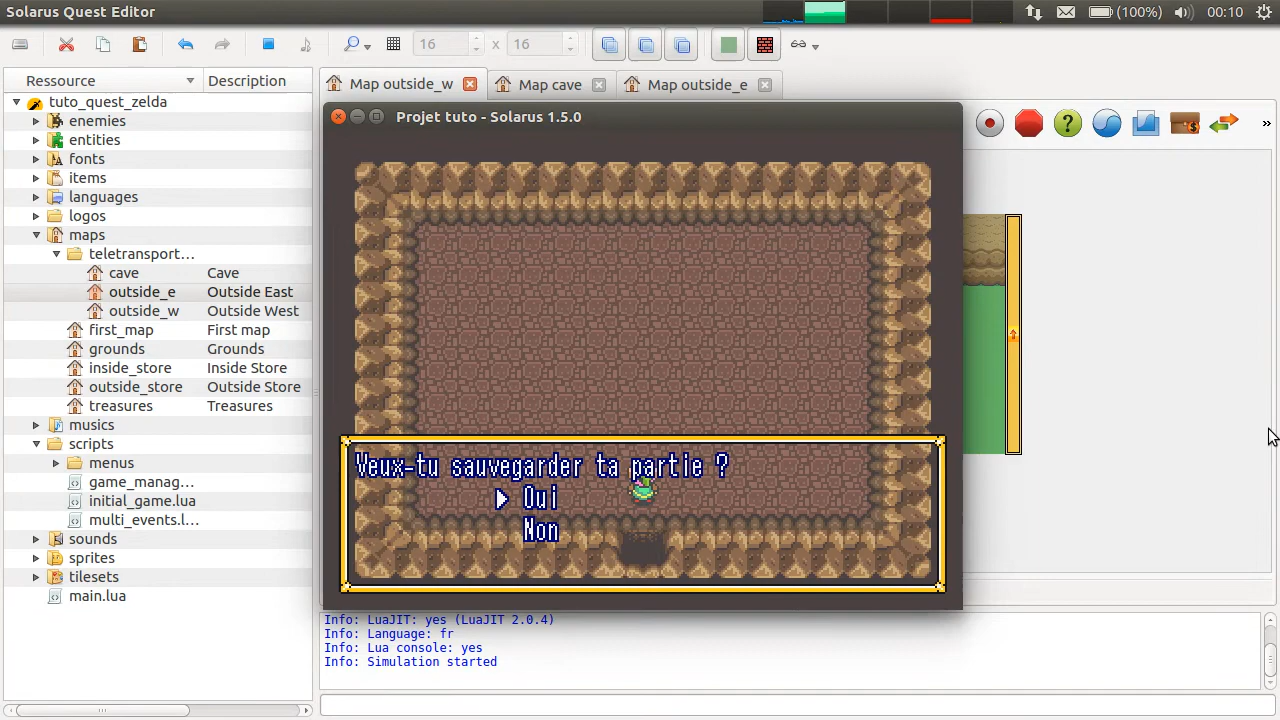 Solarus Quest Editor
(100%)
00:10
16 x 16
Ressource Description
Map outside_w
Map cave
Map outside_e
tuto_quest_zelda
enemies
entities
fonts
items
languages
logos
maps
teletransport...
cave Cave
outside_e Outside East
outside_w Outside West
first_map First map
grounds Grounds
inside_store Inside Store
outside_store Outside Store
treasures Treasures
musics
scripts
menus
game_manag...
initial_game.lua
multi_events.l...
sounds
sprites
tilesets
main.lua
Projet tuto - Solarus 1.5.0
»
Veux-tu sauvegarder ta partie ?
Oui
Non
Info: LuaJIT: yes (LuaJIT 2.0.4)
Info: Language: fr
Info: Lua console: yes
Info: Simulation started